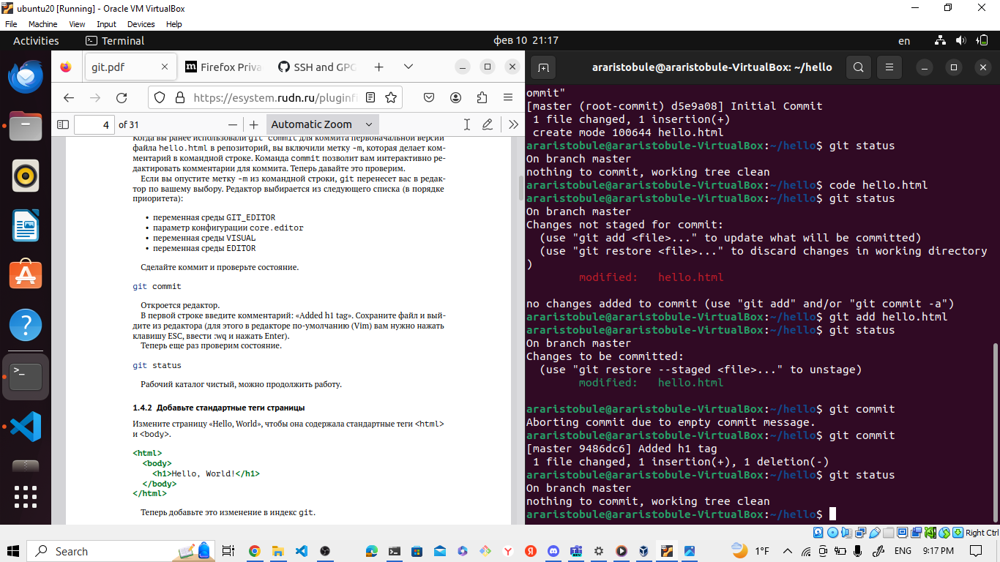 ubuntu20 [Running] - Oracle VM VirtualBox
File Machine View Input Devices Help
Activities Terminal фев 10 21:17 en
git.pdf Firefox Priva SSH and GPG
https://esystem.rudn.ru/pluginfi
4 of 31 Automatic Zoom
Когда вы ранее использовали git commit для коммита первоначальной версии
файла hello.html в репозиторий, вы включили метку -m, которая делает ком-
ментарий в командной строке. Команда commit позволит вам интерактивно ре-
дактировать комментарии для коммита. Теперь давайте это проверим.
Если вы опустите метку -m из командной строки, git перенесет вас в редак-
тор по вашему выбору. Редактор выбирается из следующего списка (в порядке
приоритета):
• переменная среды GIT_EDITOR
• параметр конфигурации core.editor
• переменная среды VISUAL
• переменная среды EDITOR
Сделайте коммит и проверьте состояние.
git commit
Откроется редактор.
В первой строке введите комментарий: «Added h1 tag». Сохраните файл и вый-
дите из редактора (для этого в редакторе по-умолчанию (Vim) вам нужно нажать
клавишу ESC, ввести :wq и нажать Enter).
Теперь еще раз проверим состояние.
git status
Рабочий каталог чистый, можно продолжить работу.
1.4.2 Добавьте стандартные теги страницы
Измените страницу «Hello, World», чтобы она содержала стандартные теги <html>
и <body>.
<html>
<body>
<h1>Hello, World!</h1>
</body>
</html>
Теперь добавьте это изменение в индекс git.
araristobule@araristobule-VirtualBox: ~/hello
ommit"
[master (root-commit) d5e9a08] Initial Commit
1 file changed, 1 insertion(+)
create mode 100644 hello.html
araristobule@araristobule-VirtualBox:~/hello$ git status
On branch master
nothing to commit, working tree clean
araristobule@araristobule-VirtualBox:~/hello$ code hello.html
araristobule@araristobule-VirtualBox:~/hello$ git status
On branch master
Changes not staged for commit:
(use "git add <file>..." to update what will be committed)
(use "git restore <file>..." to discard changes in working directory
)
modified: hello.html
no changes added to commit (use "git add" and/or "git commit -a")
araristobule@araristobule-VirtualBox:~/hello$ git add hello.html
araristobule@araristobule-VirtualBox:~/hello$ git status
On branch master
Changes to be committed:
(use "git restore --staged <file>..." to unstage)
modified: hello.html
araristobule@araristobule-VirtualBox:~/hello$ git commit
Aborting commit due to empty commit message.
araristobule@araristobule-VirtualBox:~/hello$ git commit
[master 9486dc6] Added h1 tag
1 file changed, 1 insertion(+), 1 deletion(-)
araristobule@araristobule-VirtualBox:~/hello$ git status
On branch master
nothing to commit, working tree clean
araristobule@araristobule-VirtualBox:~/hello$
Right Ctrl
Search 1°F ENG 9:17 PM